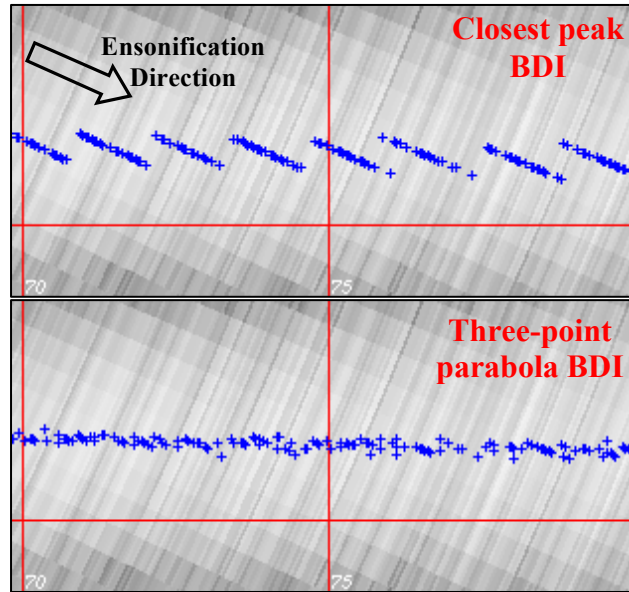 Ensonification
Direction
Closest peak
BDI
70
75
Three-point
parabola BDI
70
75